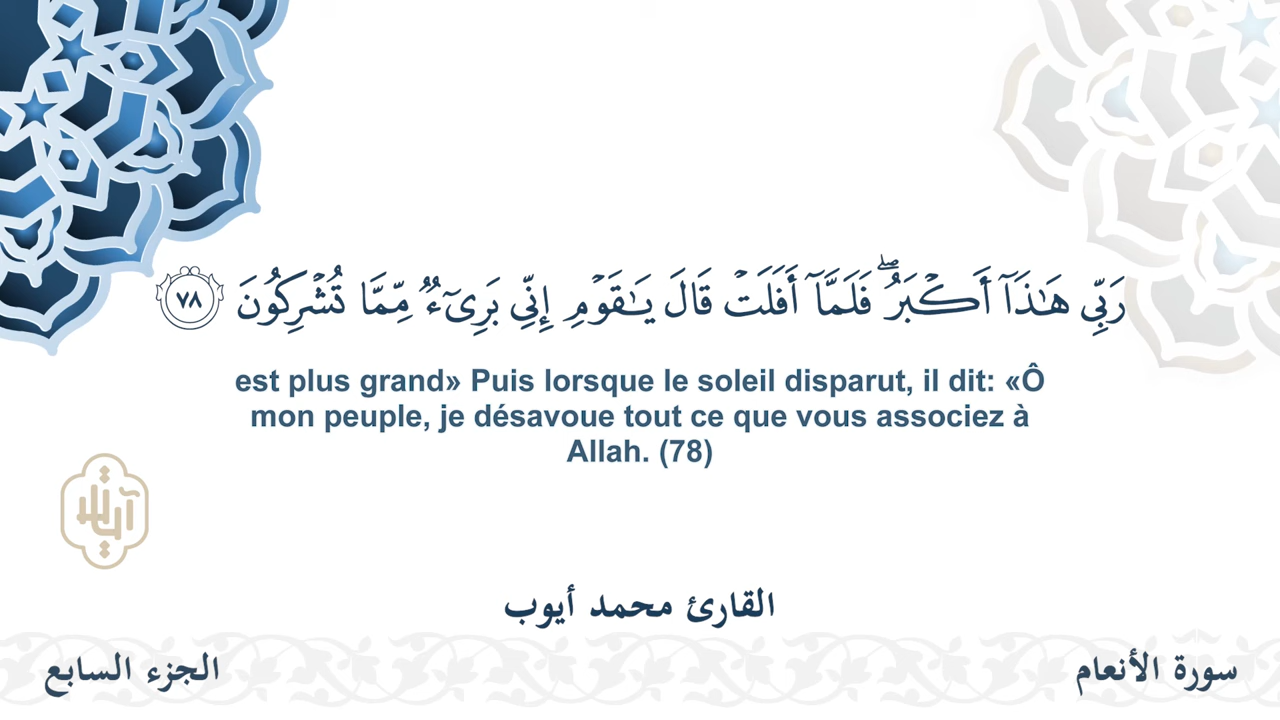 رَبِّي هَـٰذَآ أَكْبَرُ ۖ فَلَمَّآ أَفَلَتْ قَالَ يَـٰقَوْمِ إِنِّي بَرِيٓءٌ مِّمَّا تُشْرِكُونَ ٧٨
est plus grand» Puis lorsque le soleil disparut, il dit: «Ô
mon peuple, je désavoue tout ce que vous associez à
Allah. (78)
آيات
القارئ محمد أيوب
سورة الأنعام
الجزء السابع